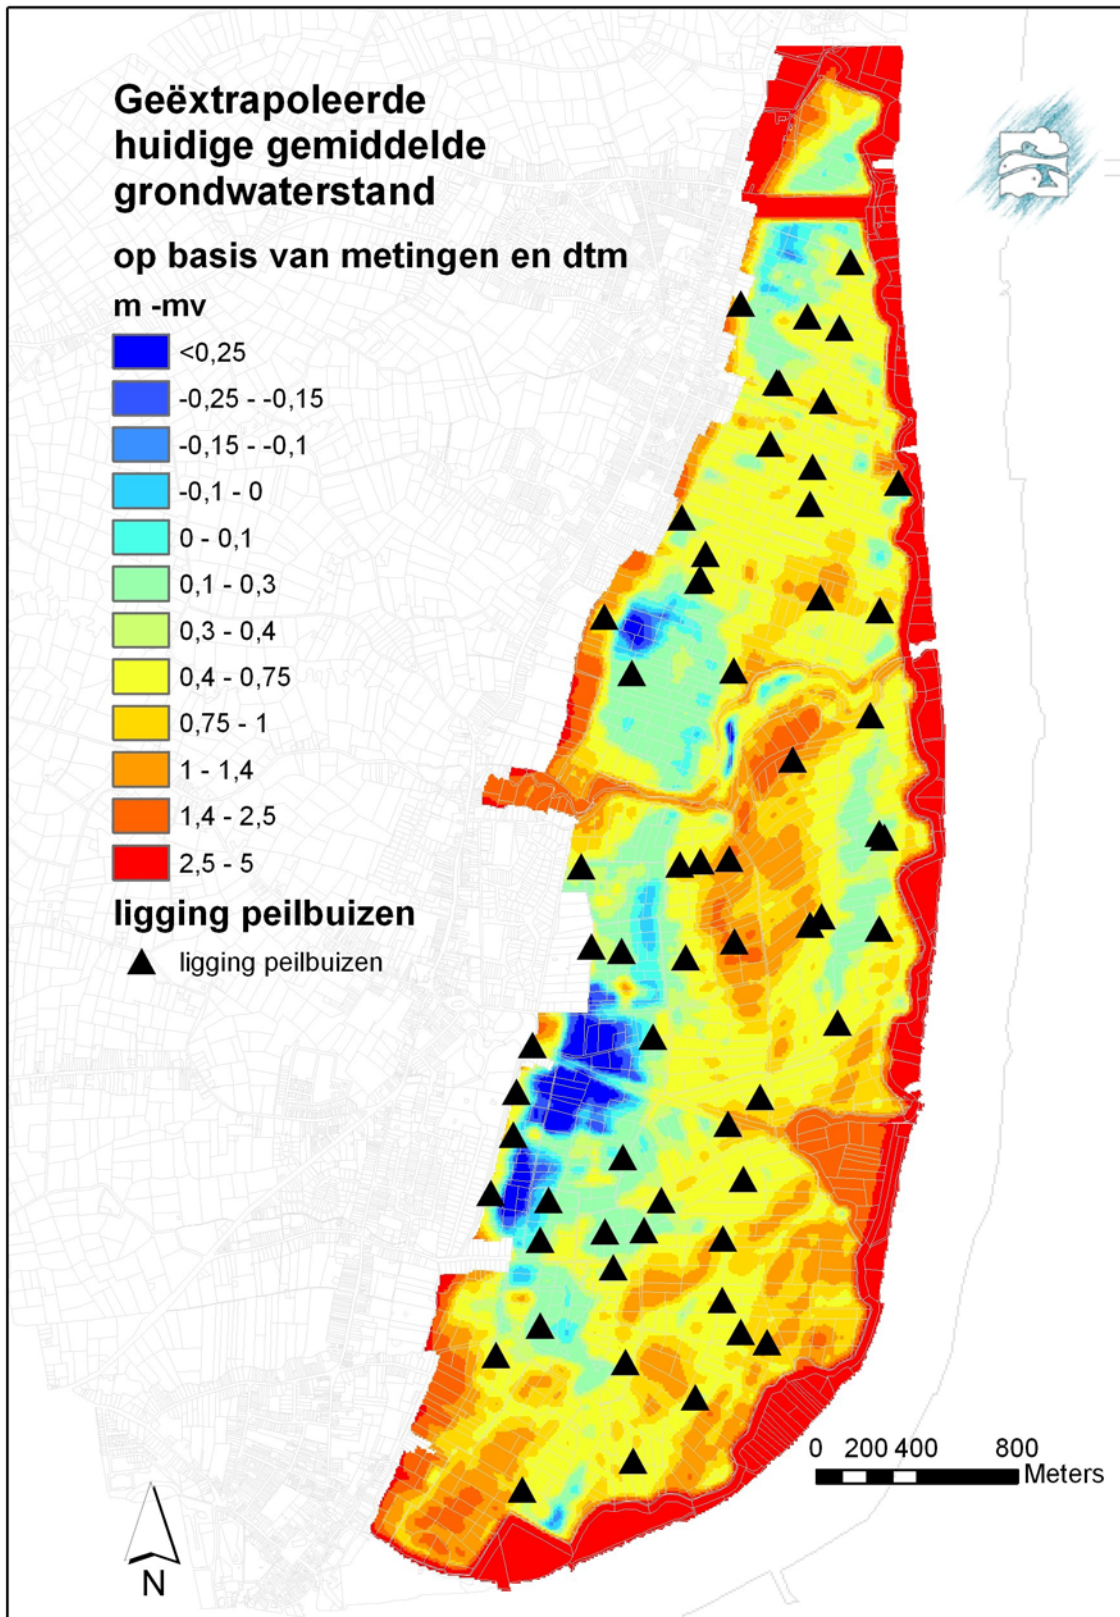 Geëxtrapoleerde
huidige gemiddelde
grondwaterstand
op basis van metingen en dtm
m -mv
<0,25
-0,25 - -0,15
-0,15 - -0,1
-0,1 - 0
0 - 0,1
0,1 - 0,3
0,3 - 0,4
0,4 - 0,75
0,75 - 1
1 - 1,4
1,4 - 2,5
2,5 - 5
ligging peilbuizen
ligging peilbuizen
0 200 400 800
Meters
N